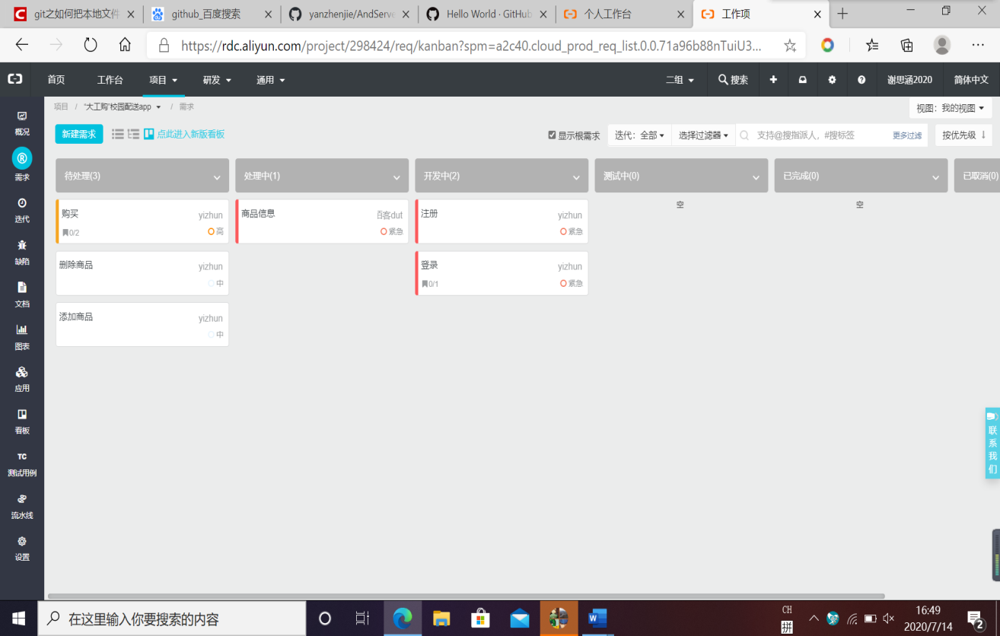 git之如何把本地文件
github_百度搜索
yanzhenjie/AndServe
Hello World · GitHub
个人工作台
工作项
https://rdc.aliyun.com/project/298424/req/kanban?spm=a2c40.cloud_prod_req_list.0.0.71a96b88nTuiU3...
首页 工作台 项目 研发 通用 二组 搜索 谢思涵2020 简体中文
项目 / “大工购”校园配送app / 需求
视图：我的视图
新建需求 点此进入新版看板 显示根需求 迭代：全部 选择过滤器 支持@搜指派人，#搜标签 更多过滤 按优先级
概况
需求
迭代
缺陷
文档
图表
应用
看板
TC
测试用例
流水线
设置
待处理(3)
购买 yizhun
0/2 高
删除商品 yizhun
中
添加商品 yizhun
中
处理中(1)
商品信息 百客dut
紧急
开发中(2)
注册 yizhun
紧急
登录 yizhun
0/1 紧急
测试中(0)
空
已完成(0)
空
已取消(0)
联系我们
在这里输入你要搜索的内容
CH
拼
16:49
2020/7/14
2